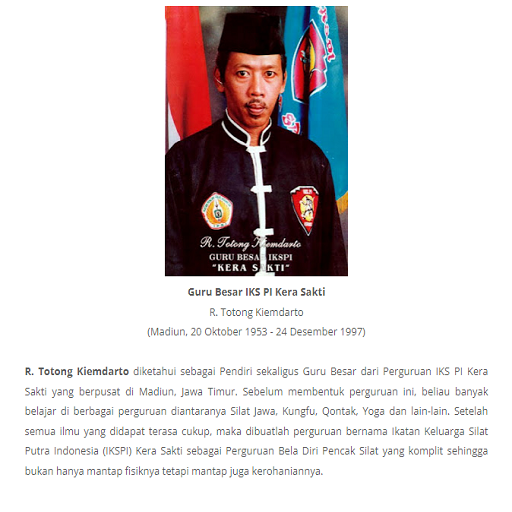 R. Totong Kiemdarto
GURU BESAR IKSPI
"KERA SAKTI"
Guru Besar IKS PI Kera Sakti
R. Totong Kiemdarto
(Madiun, 20 Oktober 1953 - 24 Desember 1997)
R. Totong Kiemdarto diketahui sebagai Pendiri sekaligus Guru Besar dari Perguruan IKS PI Kera
Sakti yang berpusat di Madiun, Jawa Timur. Sebelum membentuk perguruan ini, beliau banyak
belajar di berbagai perguruan diantaranya Silat Jawa, Kungfu, Qontak, Yoga dan lain-lain. Setelah
semua ilmu yang didapat terasa cukup, maka dibuatlah perguruan bernama Ikatan Keluarga Silat
Putra Indonesia (IKSPI) Kera Sakti sebagai Perguruan Bela Diri Pencak Silat yang komplit sehingga
bukan hanya mantap fisiknya tetapi mantap juga kerohaniannya.